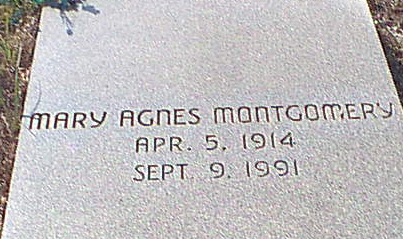 MARY AGNES MONTGOMERY
APR. 5. 1914
SEPT. 9. 1991